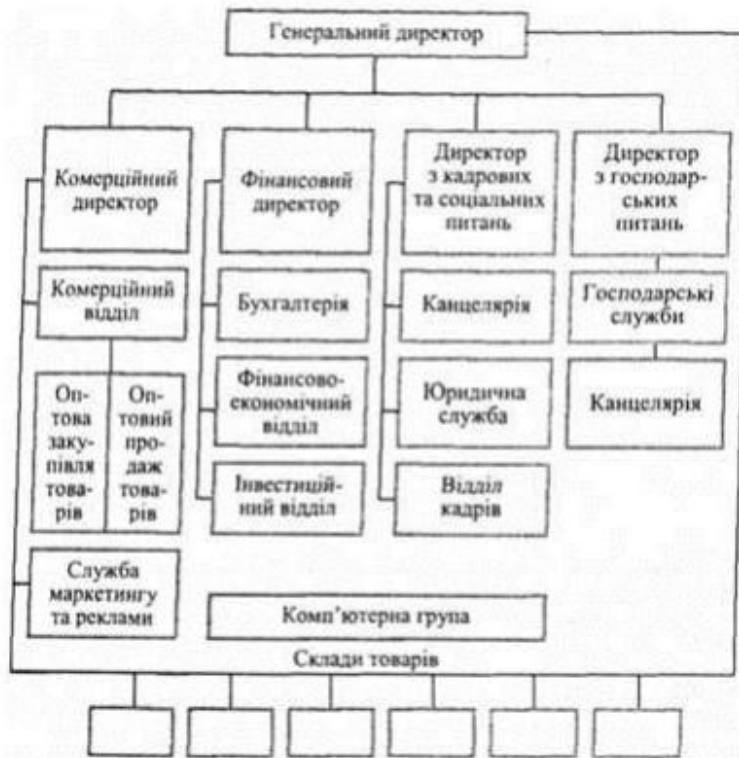 Генеральний директор
Комерційний
директор
Фінансовий
директор
Директор
з кадрових
та соціальних
питань
Директор
з господар-
ських
питань
Комерційний
відділ
Бухгалтерія
Канцелярія
Господарські
служби
Оп-
това
заку-
півля
това-
рів
Оп-
товий
про-
даж
това-
рів
Фінансово-
економічний
відділ
Юридична
служба
Канцелярія
Інвестицій-
ний відділ
Відділ
кадрів
Служба
маркетингу
та реклами
Комп’ютерна група
Склади товарів